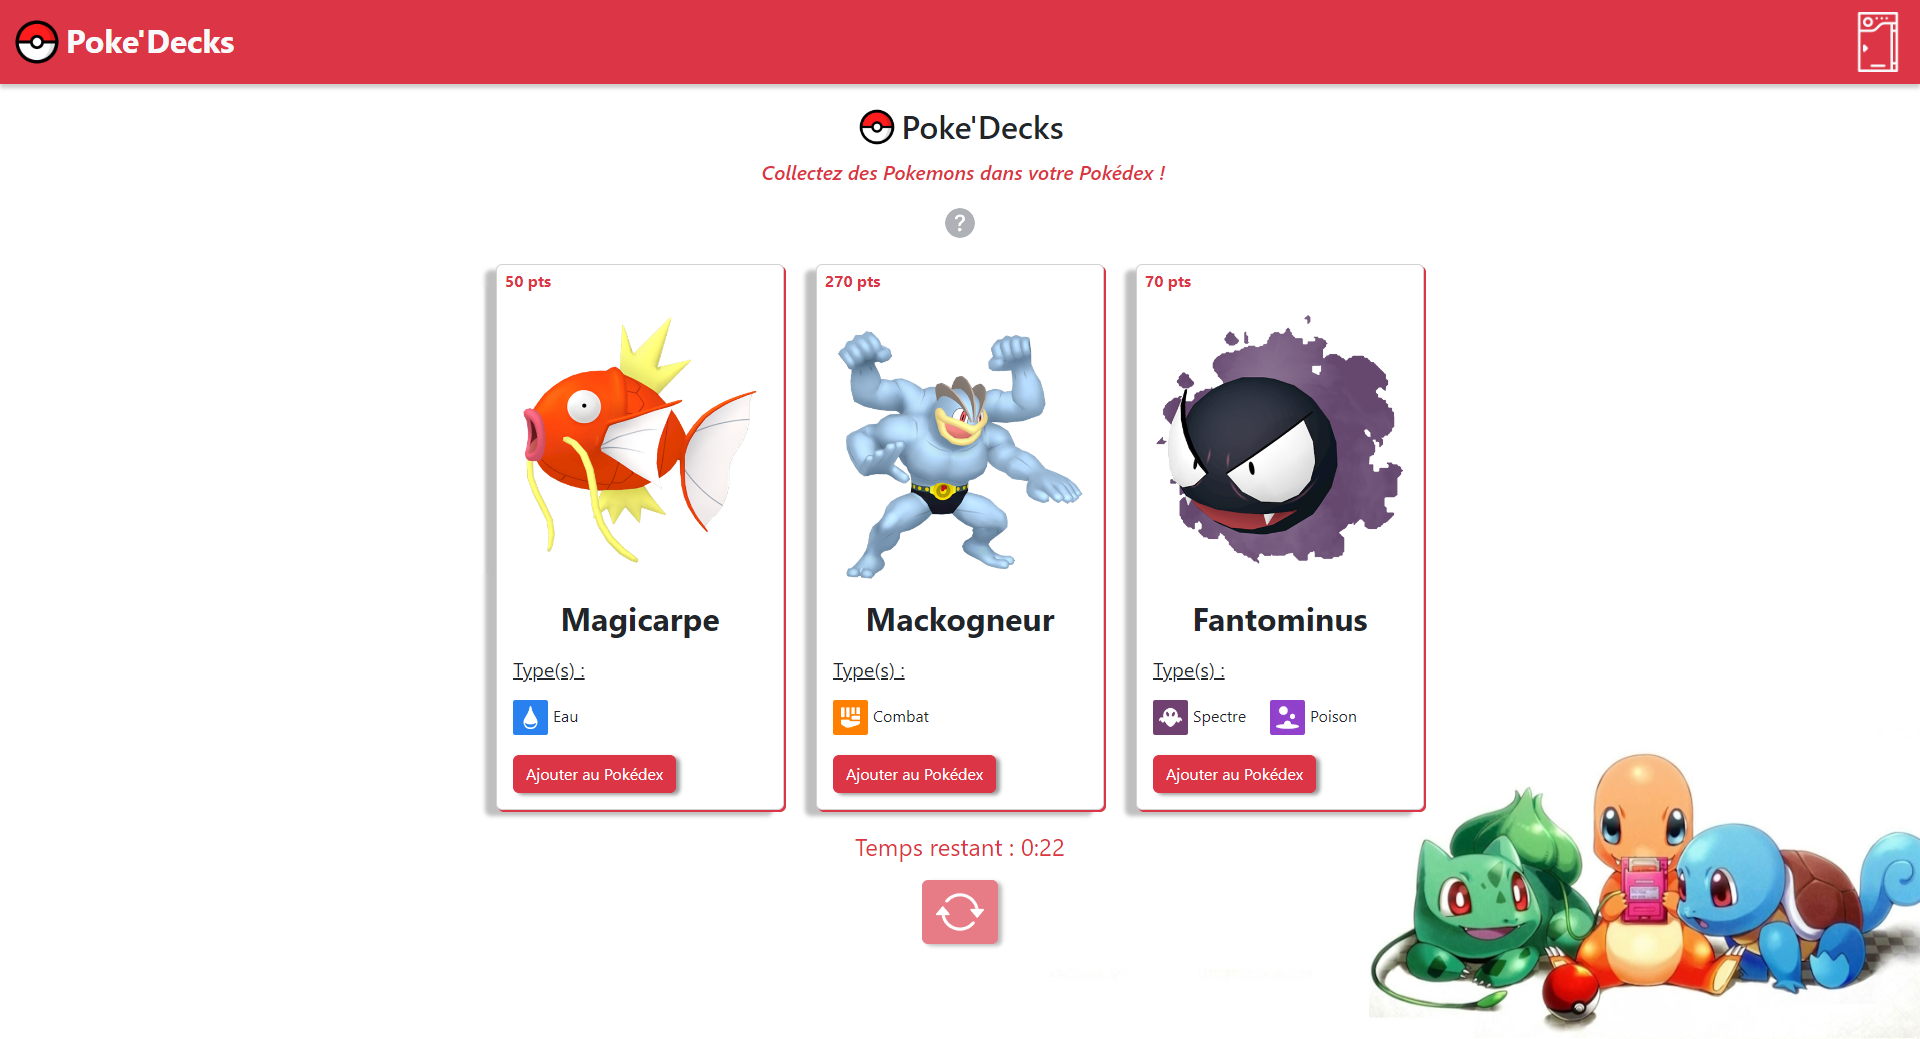 Poke'Decks
Poke'Decks
Collectez des Pokemons dans votre Pokédex !
?
50 pts
Magicarpe
Type(s) :
Eau
Ajouter au Pokédex
270 pts
Mackogneur
Type(s) :
Combat
Ajouter au Pokédex
70 pts
Fantominus
Type(s) :
Spectre Poison
Ajouter au Pokédex
Temps restant : 0:22